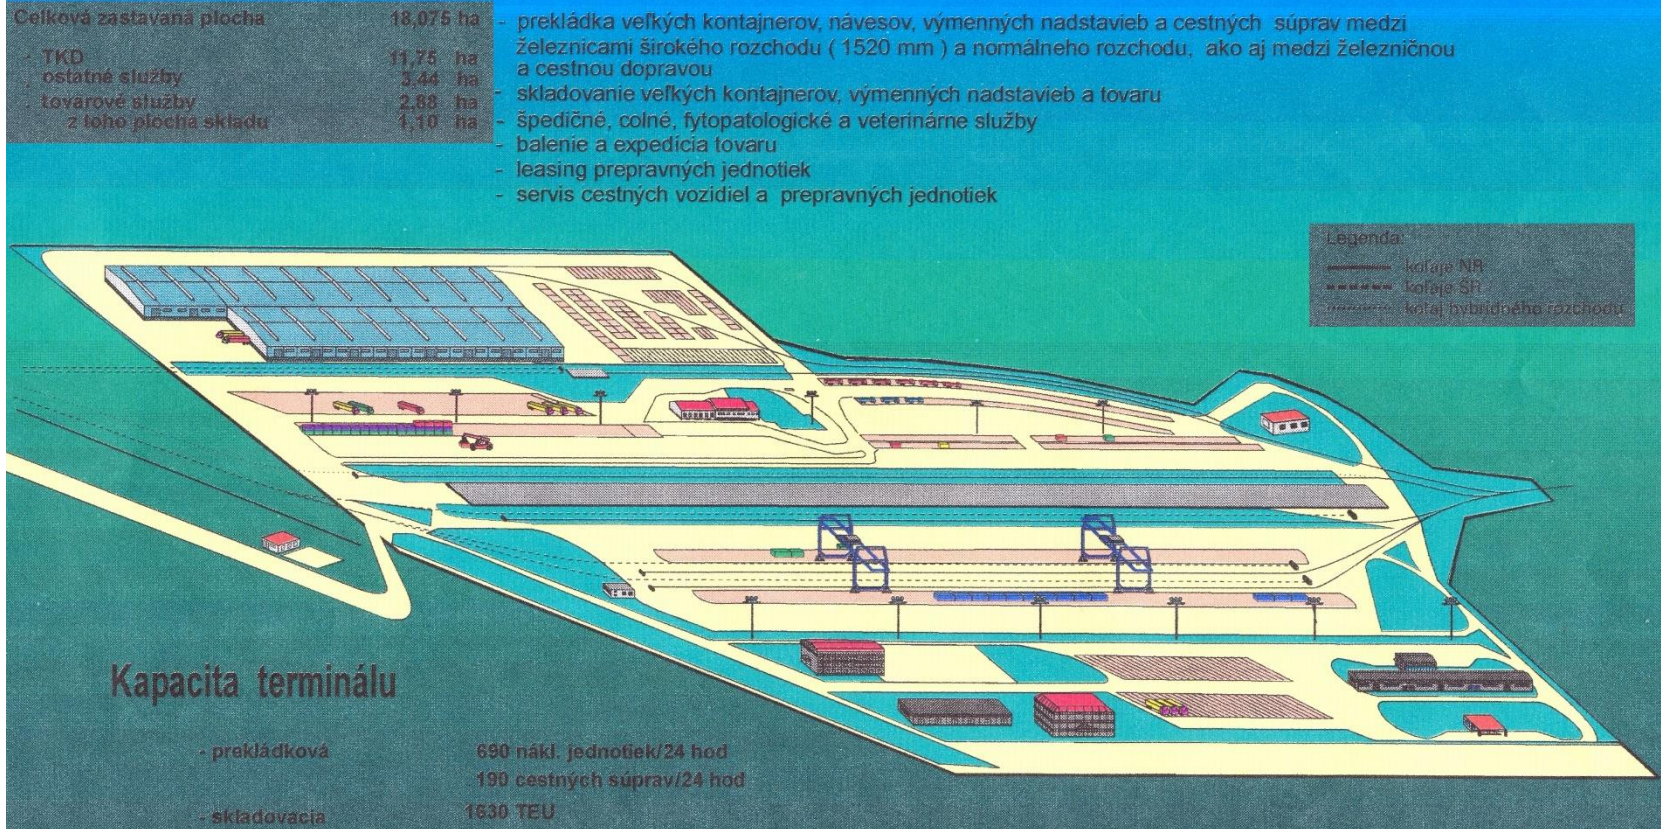 Celková zastavaná plocha 18,075 ha
- TKD 11,75 ha
. ostatné služby 3,44 ha
. tovarové služby 2,88 ha
z toho plocha skladu 1,10 ha
- prekládka veľkých kontajnerov, návesov, výmenných nadstavieb a cestných súprav medzi
železnicami širokého rozchodu ( 1520 mm ) a normálneho rozchodu, ako aj medzi železničnou
a cestnou dopravou
- skladovanie veľkých kontajnerov, výmenných nadstavieb a tovaru
- špedičné, colné, fytopatologické a veterinárne služby
- balenie a expedícia tovaru
- leasing prepravných jednotiek
- servis cestných vozidiel a prepravných jednotiek
Legenda:
koľaje NR
koľaje ŠR
koľaj hybridného rozchodu
Kapacita terminálu
- prekládková 690 nákl. jednotiek/24 hod
190 cestných súprav/24 hod
- skladovacia 1630 TEU